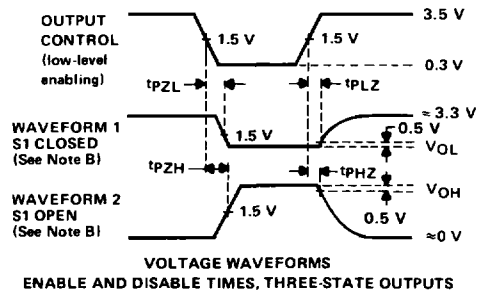 OUTPUT
CONTROL
(low-level
enabling)
3.5 V
1.5 V
1.5 V
0.3 V
tPZL
tPLZ
≈3.3 V
WAVEFORM 1
S1 CLOSED
(See Note B)
1.5 V
0.5 V
VOL
tPZH
tPHZ
VOH
WAVEFORM 2
S1 OPEN
(See Note B)
1.5 V
0.5 V
≈0 V
VOLTAGE WAVEFORMS
ENABLE AND DISABLE TIMES, THREE-STATE OUTPUTS